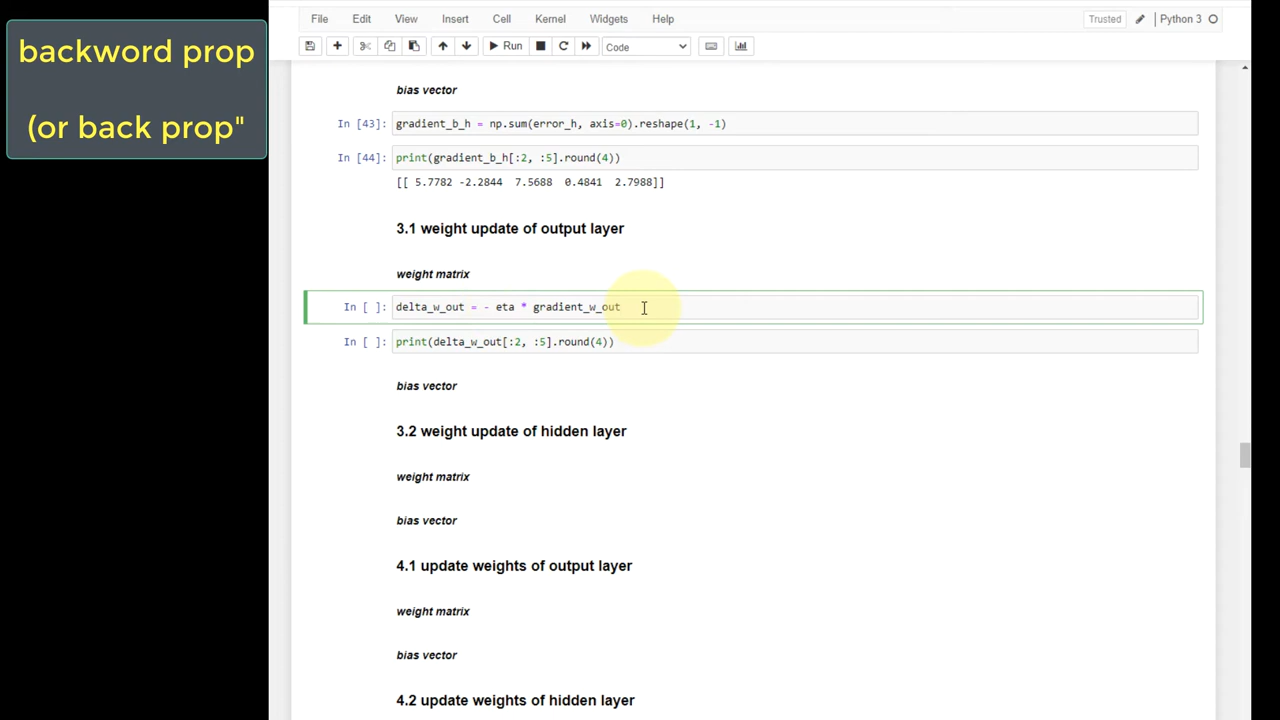 backword prop
(or back prop"
File Edit View Insert Cell Kernel Widgets Help
Trusted Python 3
Run Code
bias vector
In [43]: gradient_b_h = np.sum(error_h, axis=0).reshape(1, -1)
In [44]: print(gradient_b_h[:2, :5].round(4))
[[ 5.7782 -2.2844 7.5688 0.4841 2.7988]]
3.1 weight update of output layer
weight matrix
In [ ]: delta_w_out = - eta * gradient_w_out
In [ ]: print(delta_w_out[:2, :5].round(4))
bias vector
3.2 weight update of hidden layer
weight matrix
bias vector
4.1 update weights of output layer
weight matrix
bias vector
4.2 update weights of hidden layer